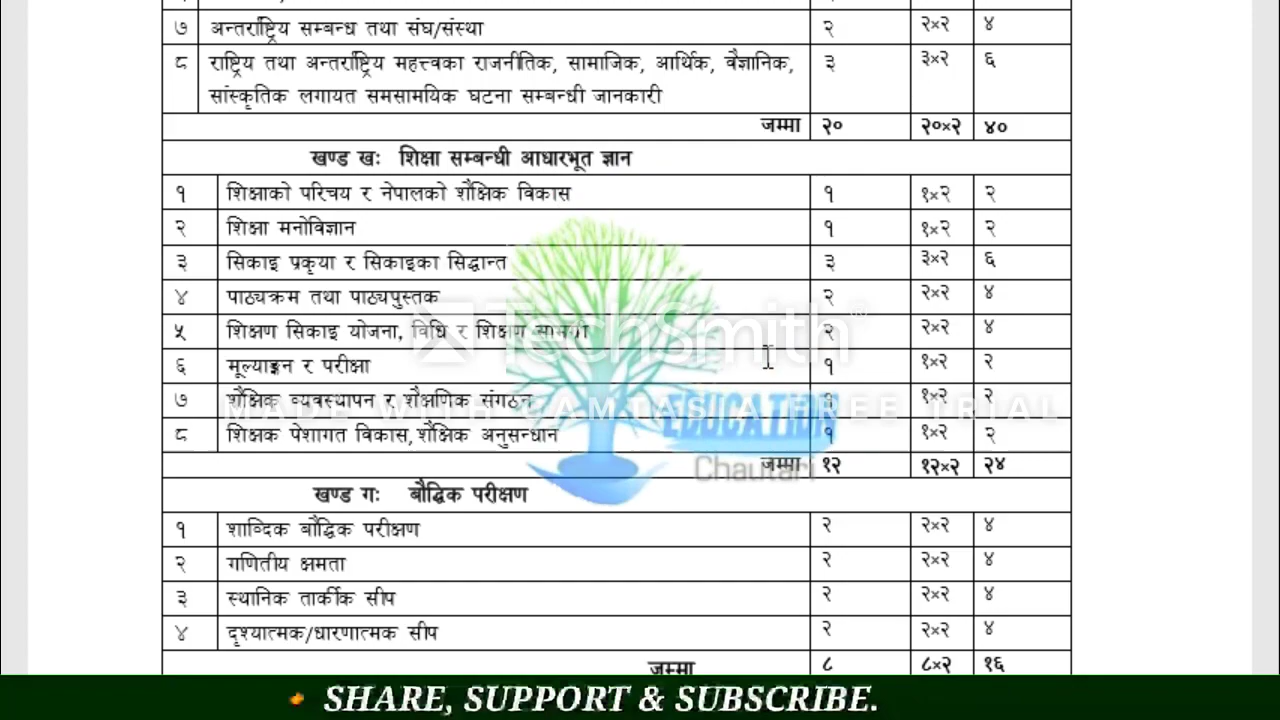 ७ अन्तर्राष्ट्रिय सम्बन्ध तथा संघ/संस्था २ २×२ ४
८ राष्ट्रिय तथा अन्तर्राष्ट्रिय महत्त्वका राजनीतिक, सामाजिक, आर्थिक, वैज्ञानिक, ३ ३×२ ६
सांस्कृतिक लगायत समसामयिक घटना सम्बन्धी जानकारी
जम्मा २० २०×२ ४०
खण्ड खः शिक्षा सम्बन्धी आधारभूत ज्ञान
१ शिक्षाको परिचय र नेपालको शैक्षिक विकास १ १×२ २
२ शिक्षा मनोविज्ञान १ १×२ २
३ सिकाइ प्रकृया र सिकाइका सिद्धान्त ३ ३×२ ६
४ पाठ्यक्रम तथा पाठ्यपुस्तक २ २×२ ४
TechSmith®
५ शिक्षण सिकाइ योजना, विधि र शिक्षण सामग्री २ २×२ ४
६ मूल्याङ्कन र परीक्षा १ १×२ २
७ शैक्षिक व्यवस्थापन र शैक्षणिक संगठन १ १×२ २
MADE WITH CAMTASIA FREE TRIAL
EDUCATION
८ शिक्षक पेशागत विकास, शैक्षिक अनुसन्धान १ १×२ २
Chautari
जम्मा १२ १२×२ २४
खण्ड गः बौद्धिक परीक्षण
१ शाब्दिक बौद्धिक परीक्षण २ २×२ ४
२ गणितीय क्षमता २ २×२ ४
३ स्थानिक तार्कीक सीप २ २×२ ४
४ दृश्यात्मक/धारणात्मक सीप २ २×२ ४
जम्मा ८ ८×२ १६
SHARE, SUPPORT & SUBSCRIBE.